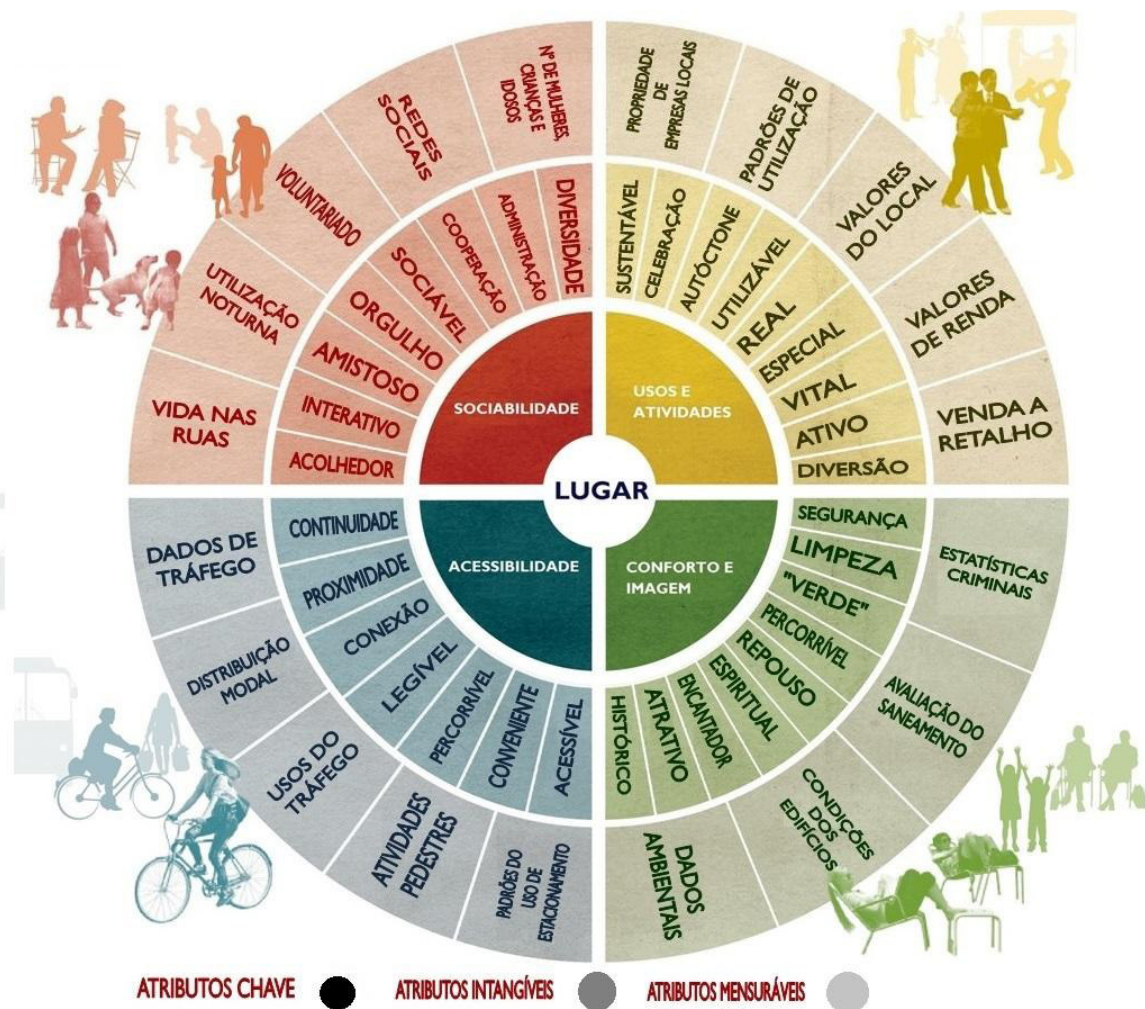 Nº DE MULHERES,
CRIANÇAS E
IDOSOS
REDES
SOCIAIS
VOLUNTARIADO
UTILIZAÇÃO
NOTURNA
VIDA NAS
RUAS
DIVERSIDADE
ADMINISTRAÇÃO
COOPERAÇÃO
SOCIÁVEL
ORGULHO
AMISTOSO
INTERATIVO
ACOLHEDOR
SOCIABILIDADE
PROPRIEDADE
DE
EMPRESAS LOCAIS
PADRÕES DE
UTILIZAÇÃO
VALORES
DO LOCAL
VALORES
DE RENDA
VENDA A
RETALHO
SUSTENTÁVEL
CELEBRAÇÃO
AUTÓCTONE
UTILIZÁVEL
REAL
ESPECIAL
VITAL
ATIVO
DIVERSÃO
USOS E
ATIVIDADES
LUGAR
ACESSIBILIDADE
CONTINUIDADE
PROXIMIDADE
CONEXÃO
LEGÍVEL
PERCORRÍVEL
CONVENIENTE
ACESSÍVEL
DADOS DE
TRÁFEGO
DISTRIBUIÇÃO
MODAL
USOS DO
TRÁFEGO
ATIVIDADES
PEDESTRES
PADRÕES DO
USO DE
ESTACIONAMENTO
CONFORTO E
IMAGEM
SEGURANÇA
LIMPEZA
"VERDE"
PERCORRÍVEL
REPOUSO
ESPIRITUAL
ENCANTADOR
ATRATIVO
HISTÓRICO
ESTATÍSTICAS
CRIMINAIS
AVALIAÇÃO DO
SANEAMENTO
CONDIÇÕES
DOS
EDIFÍCIOS
DADOS
AMBIENTAIS
ATRIBUTOS CHAVE
ATRIBUTOS INTANGÍVEIS
ATRIBUTOS MENSURÁVEIS